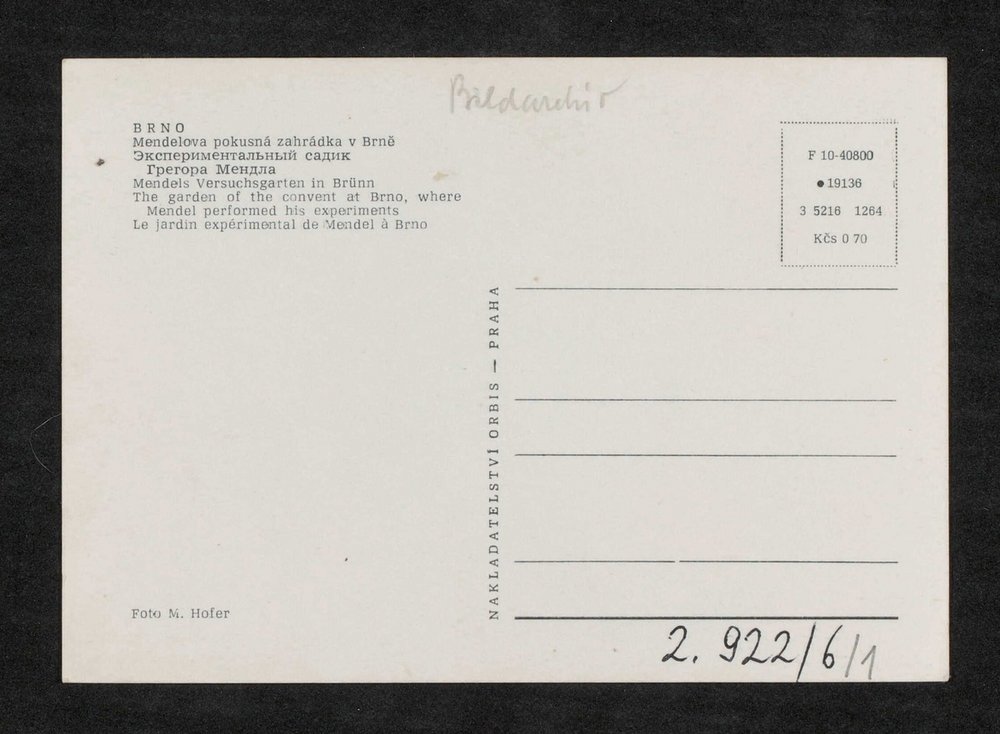 Bildarchiv
BRNO
Mendelova pokusná zahrádka v Brně
Экспериментальный садик
Грегора Мендла
Mendels Versuchsgarten in Brünn
The garden of the convent at Brno, where
Mendel performed his experiments
Le jardin expérimental de Mendel à Brno
F 10-40800
●19136
3 5216 1264
Kčs 0 70
NAKLADATELSTVÍ ORBIS — PRAHA
Foto M. Hofer
2. 922/6/1